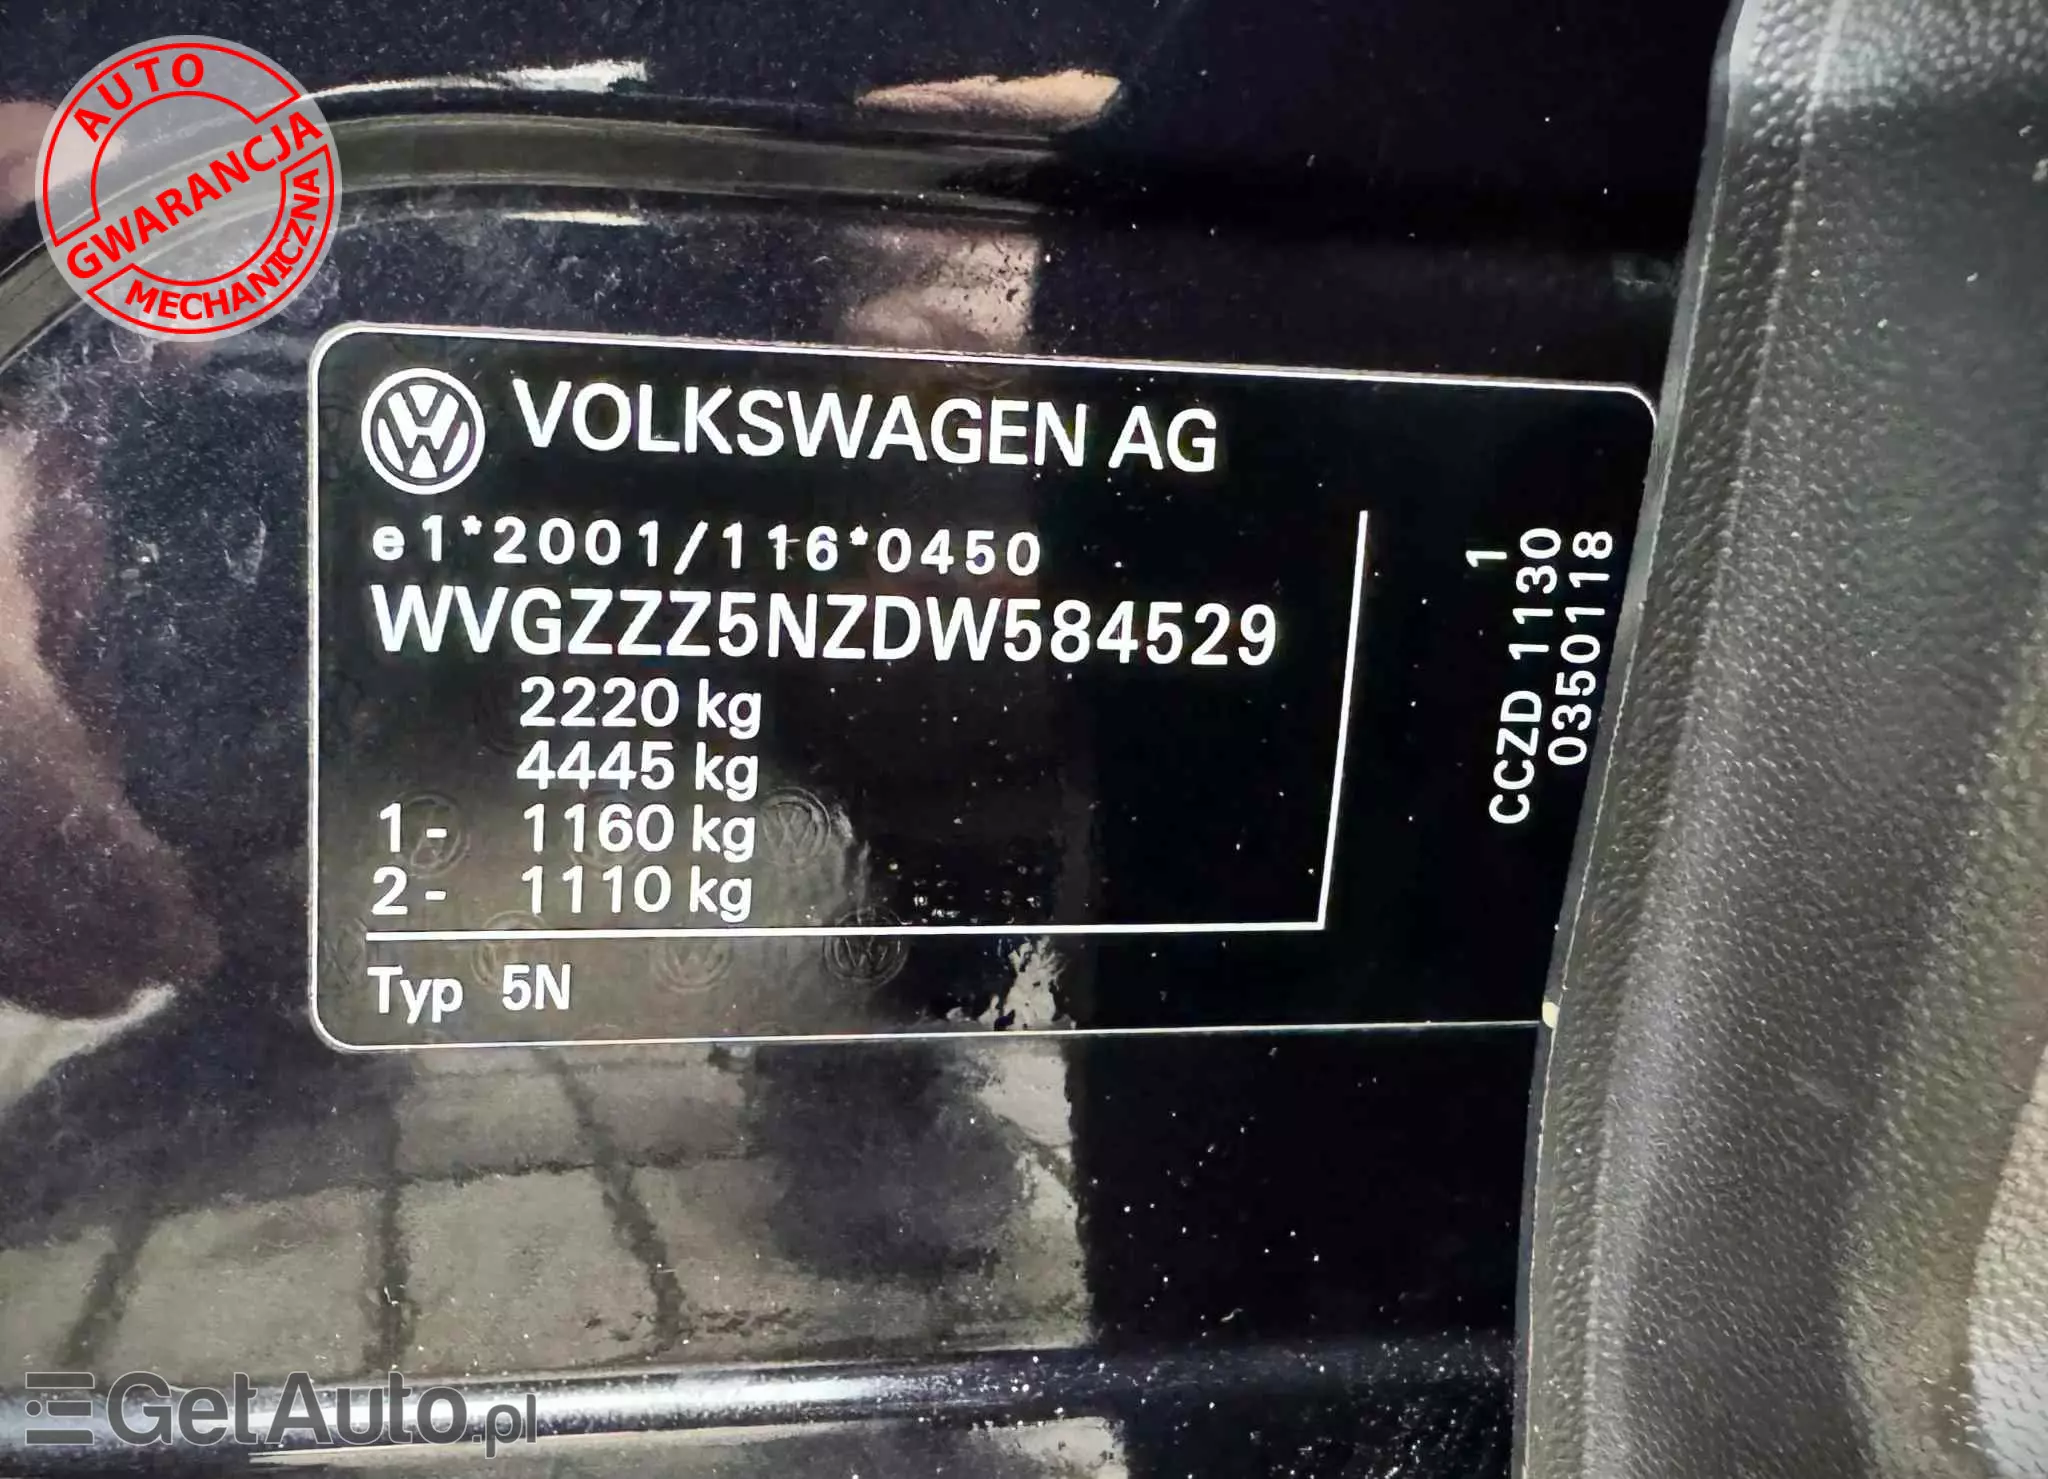 AUTO
GWARANCJA
MECHANICZNA
VOLKSWAGEN AG
e1*2001/116*0450
WVGZZZ5NZDW584529
2220 kg
4445 kg
1- 1160 kg
2- 1110 kg
Typ 5N
1
CCZD 1130
0350118
GetAuto.pl